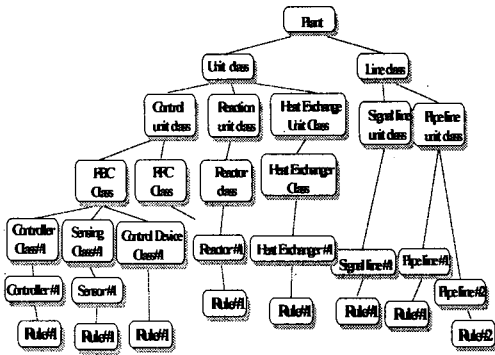 Plant
Unit class
Line class
Control
unit class
Reaction
unit class
Heat Exchange
Unit Class
Signal line
unit class
Pipe line
unit class
FBC
Class
FFC
Class
Reactor
class
Heat Exchanger
Class
Controller
Class#1
Sensing
Class#1
Control Device
Class#1
Reactor#1
Heat Exchanger#1
Signal line#1
Pipe line#1
Controller#1
Sensor#1
Pipe line#2
Rule#1
Rule#1
Rule#1
Rule#1
Rule#1
Rule#1
Rule#1
Rule#2